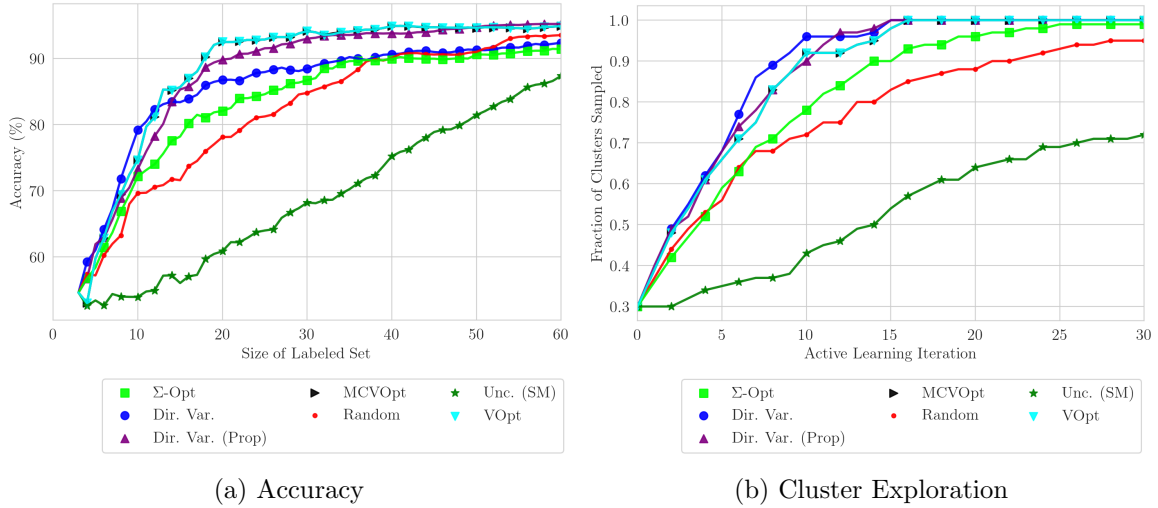 90
80
70
60
Accuracy (%)
0
10
20
30
40
50
60
Size of Labeled Set
Σ-Opt
Dir. Var.
Dir. Var. (Prop)
MCVOpt
Random
Unc. (SM)
VOpt
(a) Accuracy
1.0
0.9
0.8
0.7
0.6
0.5
0.4
0.3
Fraction of Clusters Sampled
0
5
10
15
20
25
30
Active Learning Iteration
Σ-Opt
Dir. Var.
Dir. Var. (Prop)
MCVOpt
Random
Unc. (SM)
VOpt
(b) Cluster Exploration